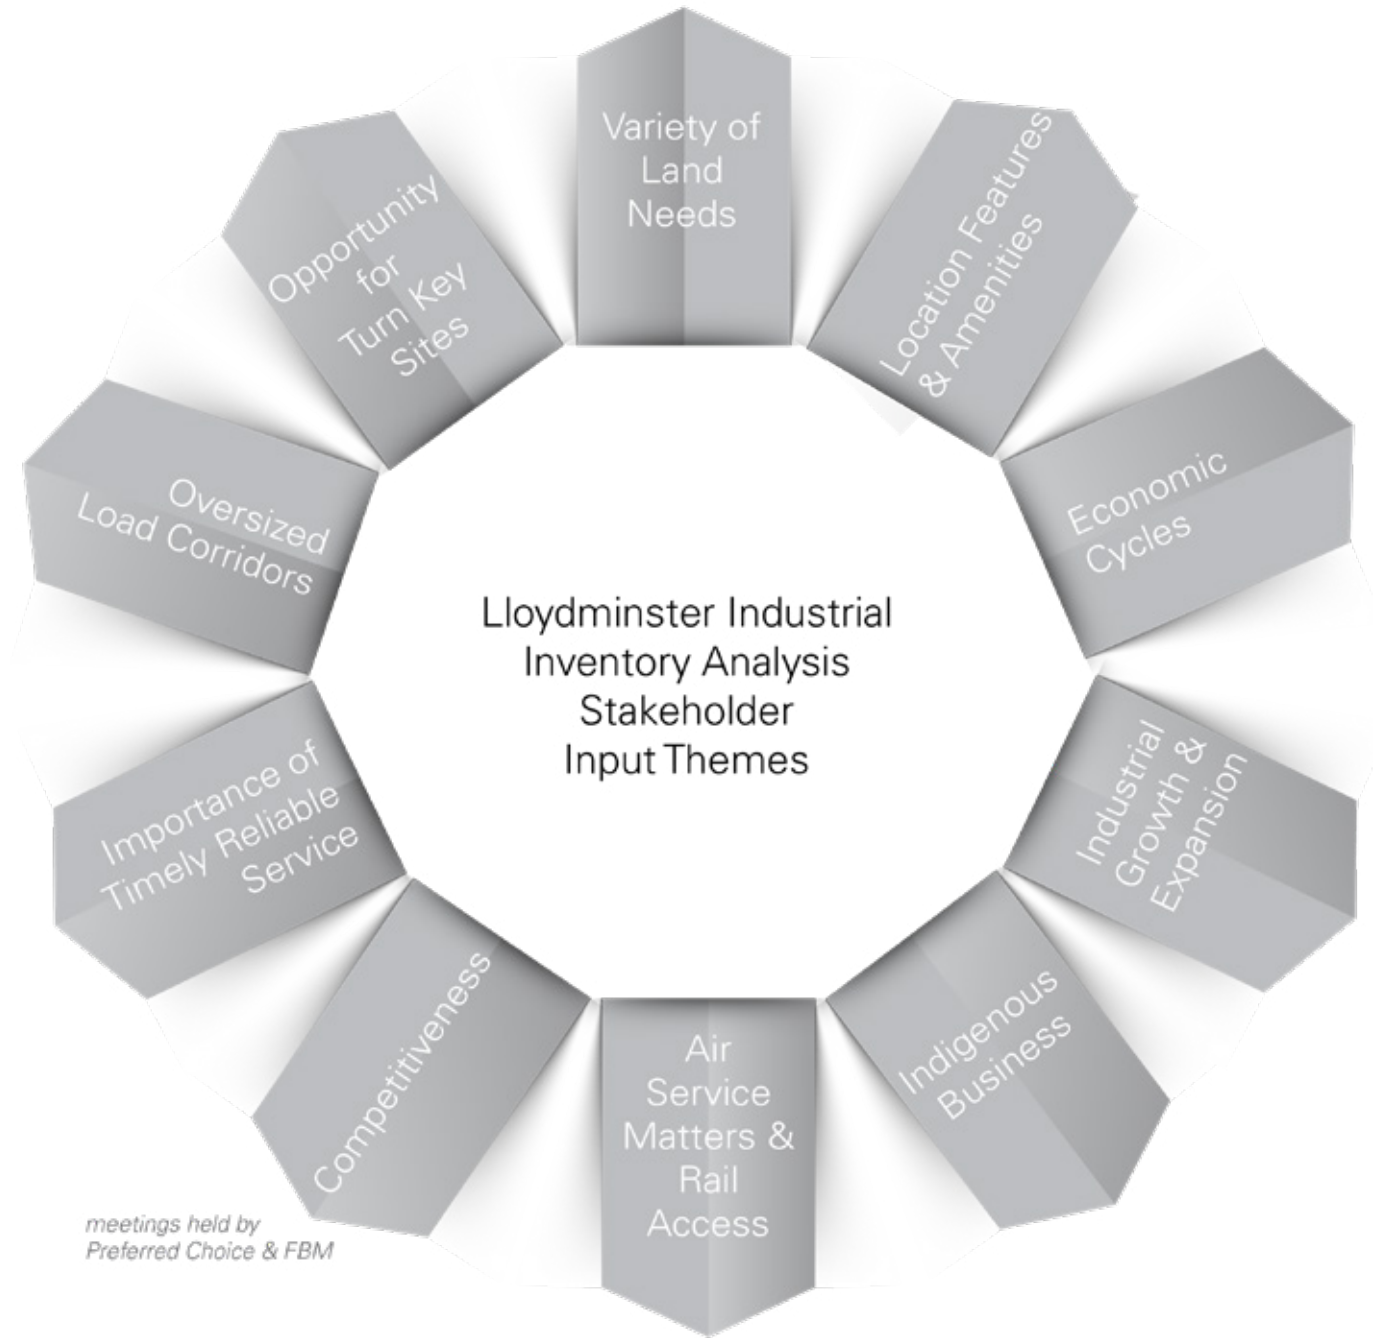 Variety of
Land
Needs
Location Features
& Amenities
Economic
Cycles
Industrial
Growth &
Expansion
Indigenous
Business
Air
Service
Matters &
Rail
Access
Competitiveness
Importance of
Timely Reliable
Service
Oversized
Load Corridors
Opportunity
for
Turn Key
Sites
Lloydminster Industrial
Inventory Analysis
Stakeholder
Input Themes
meetings held by
Preferred Choice & FBM